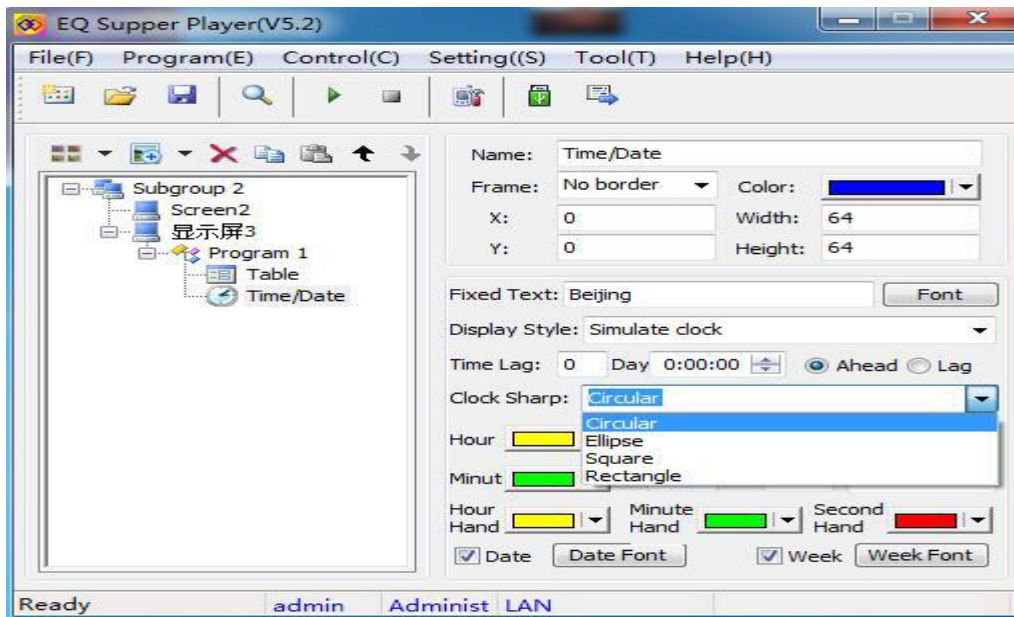 EQ Supper Player(V5.2)
File(F) Program(E) Control(C) Setting((S) Tool(T) Help(H)
Subgroup 2
Screen2
显示屏3
Program 1
Table
Time/Date
Name: Time/Date
Frame: No border Color:
X: 0 Width: 64
Y: 0 Height: 64
Fixed Text: Beijing Font
Display Style: Simulate clock
Time Lag: 0 Day 0:00:00 Ahead Lag
Clock Sharp: Circular
Circular
Ellipse
Square
Rectangle
Hour
Minut
Hour Hand Minute Hand Second Hand
Date Date Font Week Week Font
Ready admin Administ LAN